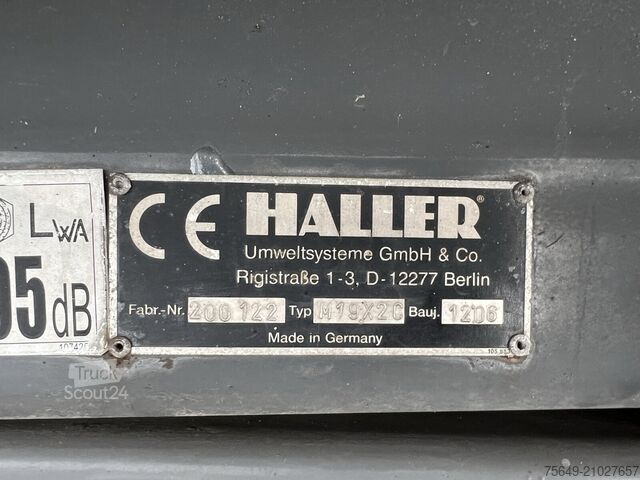 CE HALLER®
Umweltsysteme GmbH & Co.
Rigistraße 1-3, D-12277 Berlin
Fabr.-Nr. 200 122 Typ M19X2C Bauj. 1206
Made in Germany
LWA
05 dB
Truck
Scout24
75649-21027657